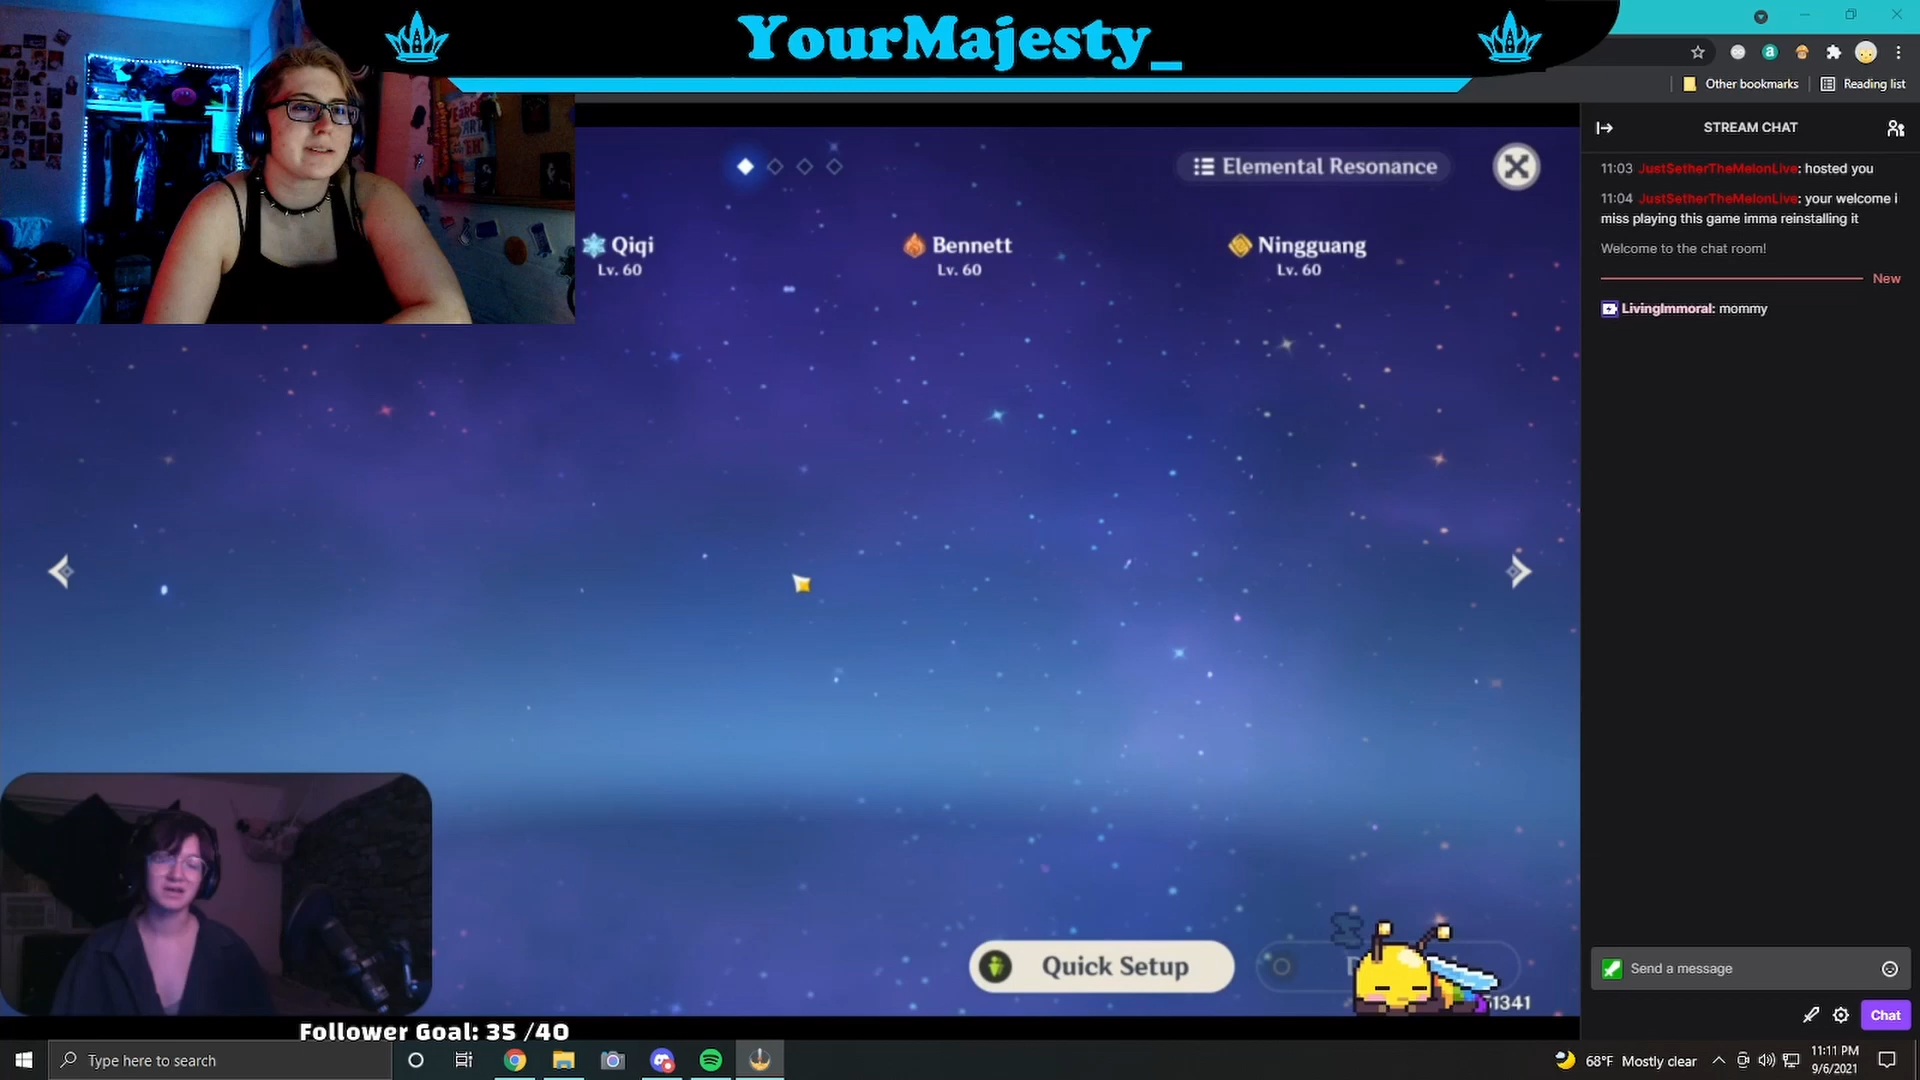 YourMajesty_
Other bookmarks
Reading list
Elemental Resonance
Qiqi
Lv. 60
Bennett
Lv. 60
Ningguang
Lv. 60
STREAM CHAT
11:03 JustSetherTheMelonLive: hosted you
11:04 JustSetherTheMelonLive: your welcome i
miss playing this game imma reinstalling it
Welcome to the chat room!
New
LivingImmoral: mommy
Quick Setup
51341
Send a message
Chat
Follower Goal: 35 /40
Type here to search
68°F Mostly clear
11:11 PM
9/6/2021